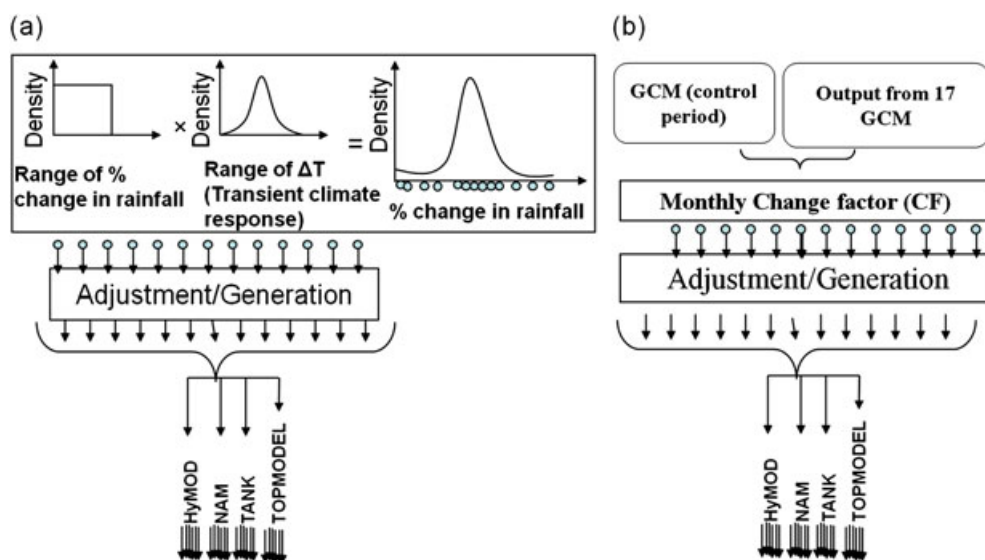 (a)
Density
×
Density
=
Density
Range of %
change in rainfall
Range of ΔT
(Transient climate
response)
% change in rainfall
Adjustment/Generation
HyMOD
NAM
TANK
TOPMODEL
(b)
GCM (control
period)
Output from 17
GCM
Monthly Change factor (CF)
Adjustment/Generation
HyMOD
NAM
TANK
TOPMODEL